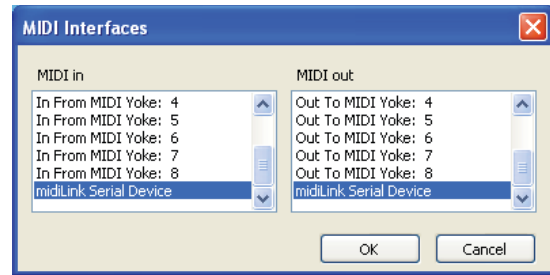 MIDI Interfaces
MIDI in
In From MIDI Yoke:  4
In From MIDI Yoke:  5
In From MIDI Yoke:  6
In From MIDI Yoke:  7
In From MIDI Yoke:  8
midiLink Serial Device
MIDI out
Out To MIDI Yoke:  4
Out To MIDI Yoke:  5
Out To MIDI Yoke:  6
Out To MIDI Yoke:  7
Out To MIDI Yoke:  8
midiLink Serial Device
OK
Cancel